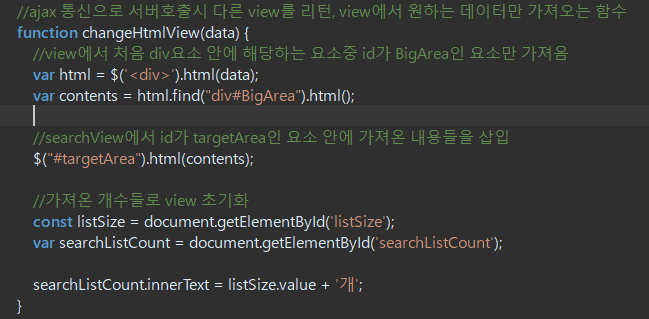 //ajax 통신으로 서버호출시 다른 view를 리턴, view에서 원하는 데이터만 가져오는 함수
function changeHtmlView(data) {
//view에서 처음 div요소 안에 해당하는 요소중 id가 BigArea인 요소만 가져옴
var html = $('<div>').html(data);
var contents = html.find("div#BigArea").html();
//searchView에서 id가 targetArea인 요소 안에 가져온 내용들을 삽입
$("#targetArea").html(contents);
//가져온 개수들로 view 초기화
const listSize = document.getElementById('listSize');
var searchListCount = document.getElementById('searchListCount');
searchListCount.innerText = listSize.value + '개';
}